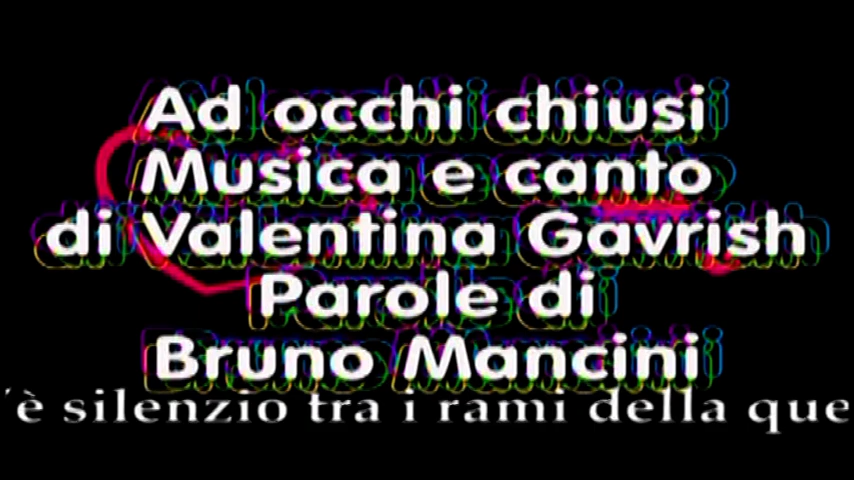 Ad occhi chiusi
Musica e canto
di Valentina Gavrish
Parole di
Bruno Mancini
'è silenzio tra i rami della que